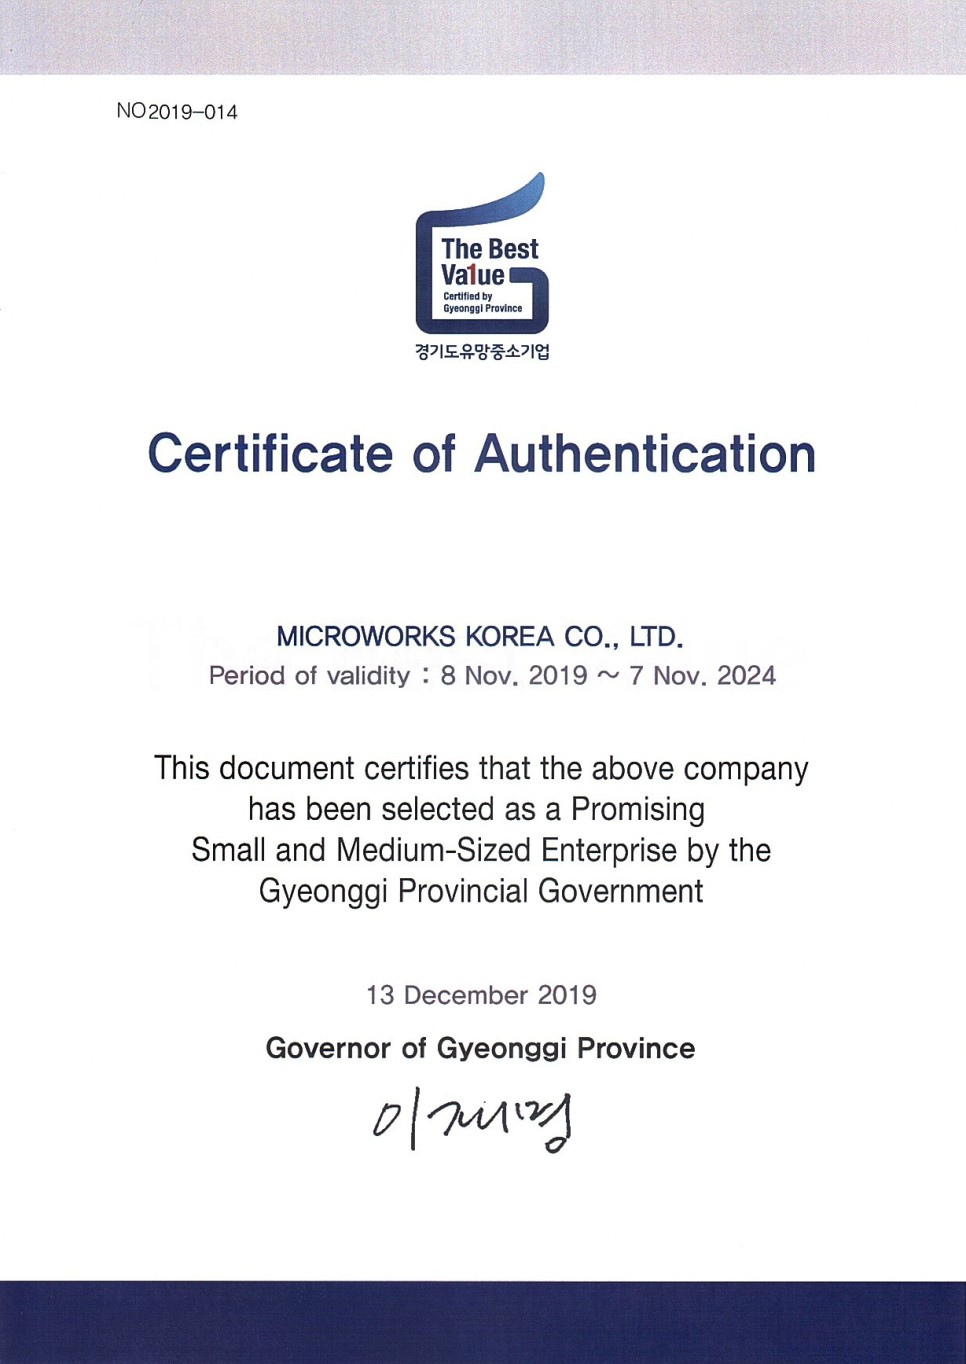 NO2019-014
The Best
Va1ue
Certified by
Gyeonggi Province
경기도유망중소기업
Certificate of Authentication
MICROWORKS KOREA CO., LTD.
Period of validity : 8 Nov. 2019 ~ 7 Nov. 2024
This document certifies that the above company
has been selected as a Promising
Small and Medium-Sized Enterprise by the
Gyeonggi Provincial Government
13 December 2019
Governor of Gyeonggi Province
이재명